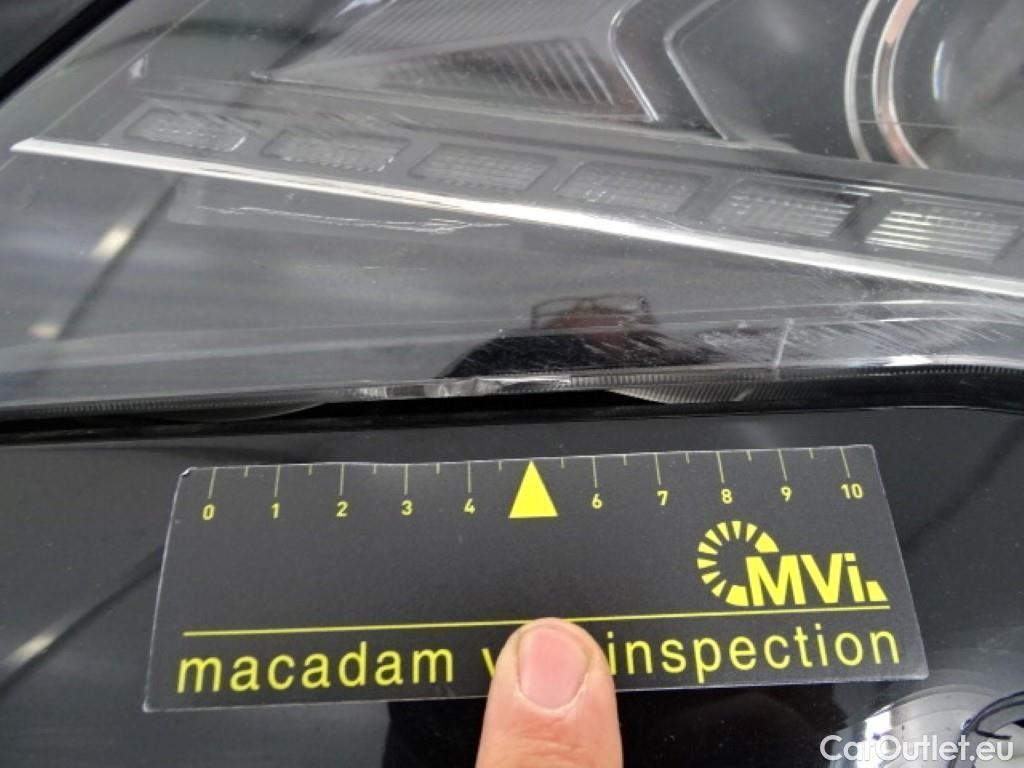 0 1 2 3 4 6 7 8 9 10
MVi
macadam v inspection
CarOutlet.eu